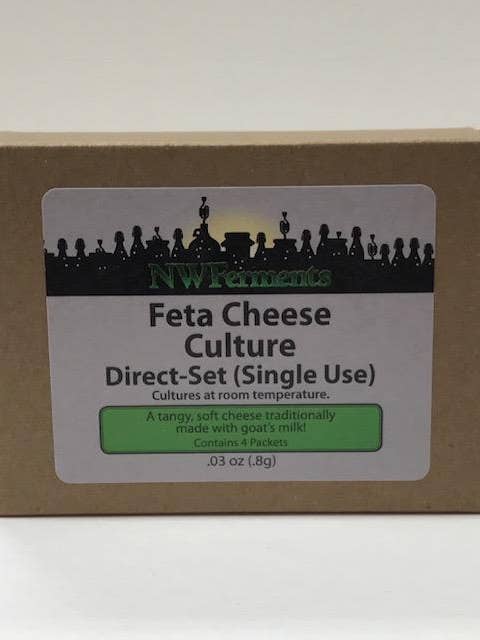 NWFerments
Feta Cheese
Culture
Direct-Set (Single Use)
Cultures at room temperature.
A tangy, soft cheese traditionally
made with goat's milk!
Contains 4 Packets
.03 oz (.8g)